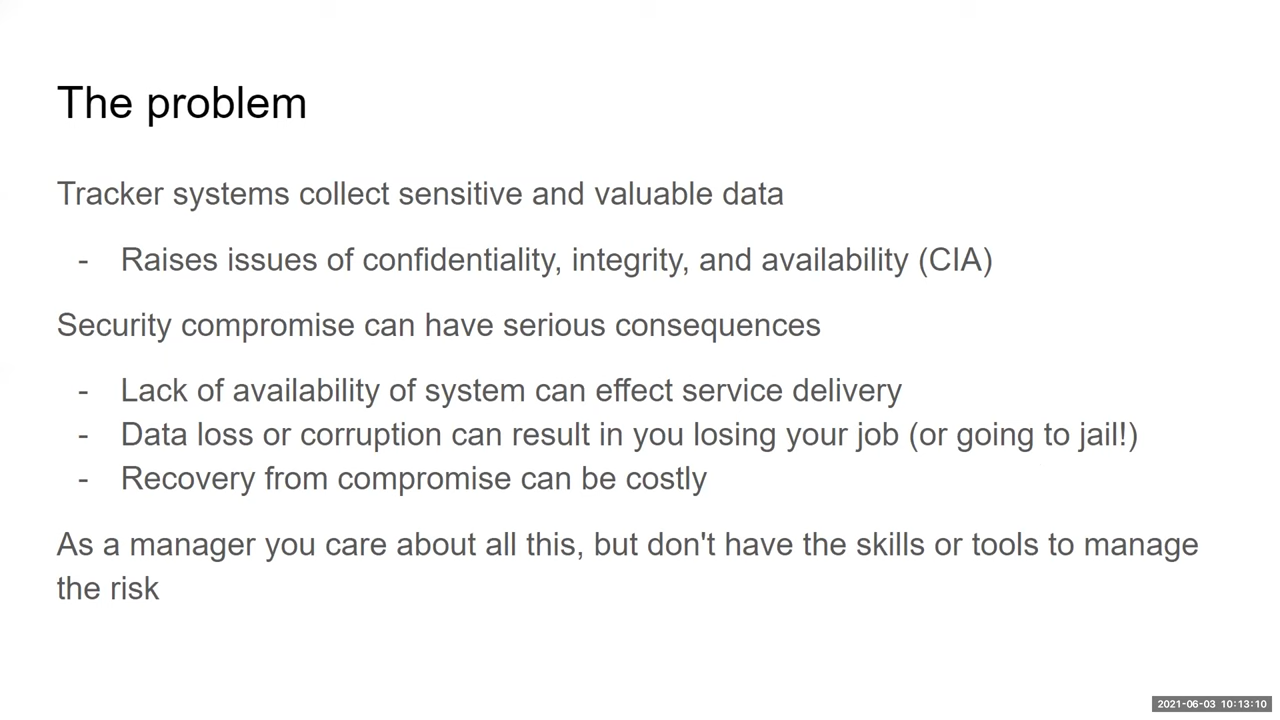 The problem
Tracker systems collect sensitive and valuable data
- Raises issues of confidentiality, integrity, and availability (CIA)
Security compromise can have serious consequences
- Lack of availability of system can effect service delivery
- Data loss or corruption can result in you losing your job (or going to jail!)
- Recovery from compromise can be costly
As a manager you care about all this, but don't have the skills or tools to manage
the risk
2021-06-03 10:13:10